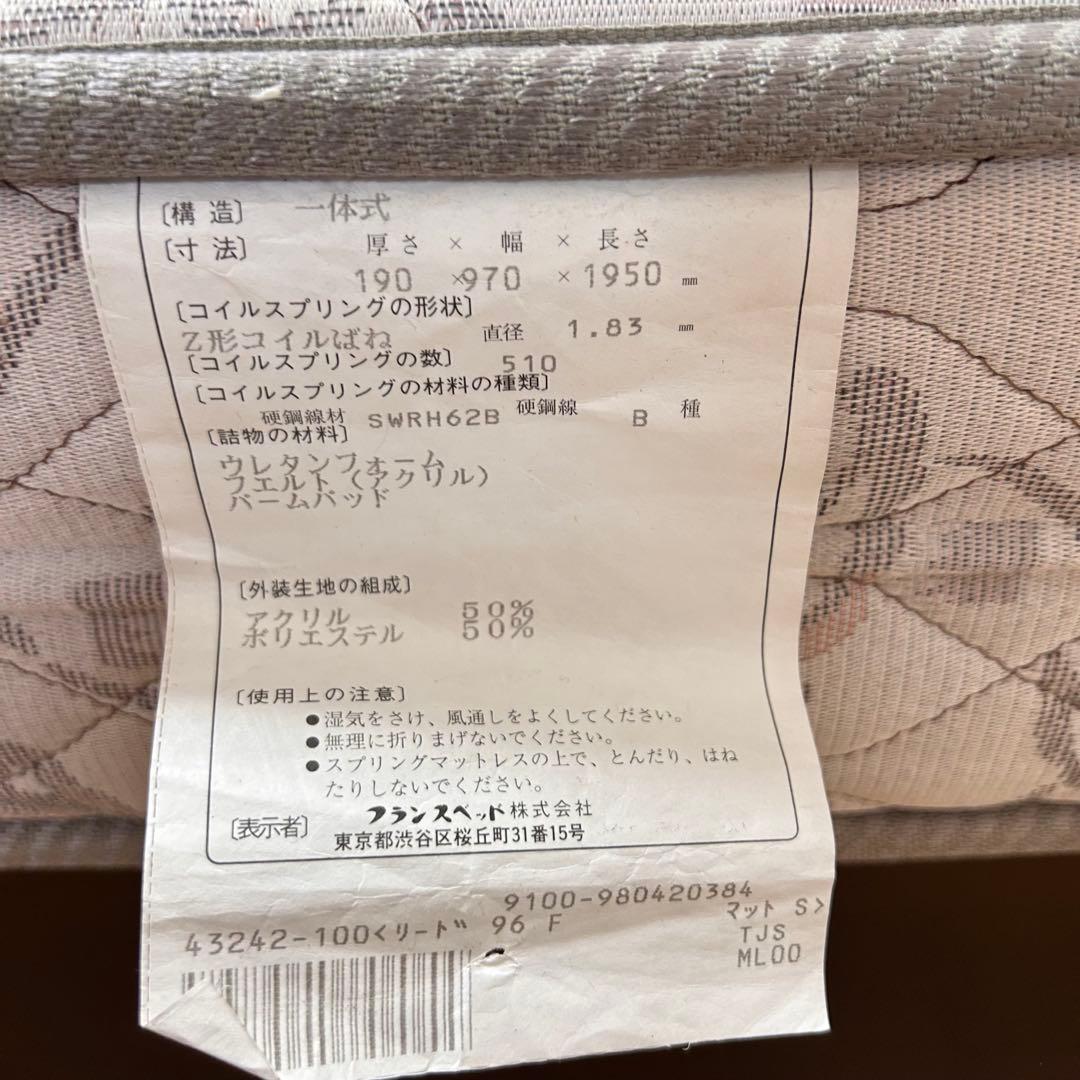 [構造] 一体式
[寸法] 厚さ × 幅 × 長さ
190 ×970 ×1950 mm
[コイルスプリングの形状]
Z形コイルばね 直径 1.83 mm
[コイルスプリングの数] 510
[コイルスプリングの材料の種類]
硬鋼線材 SWRH62B 硬鋼線 B 種
[詰物の材料]
ウレタンフォーム
フエルト(アクリル)
パームパッド
[外装生地の組成]
アクリル 50%
ポリエステル 50%
[使用上の注意]
●湿気をさけ、風通しをよくしてください。
●無理に折りまげないでください。
●スプリングマットレスの上で、とんだり、はね
たりしないでください。
[表示者] フランスベッド株式会社
東京都渋谷区桜丘町31番15号
9100-980420384
43242-100<リード 96 F マット S>
TJS
ML00